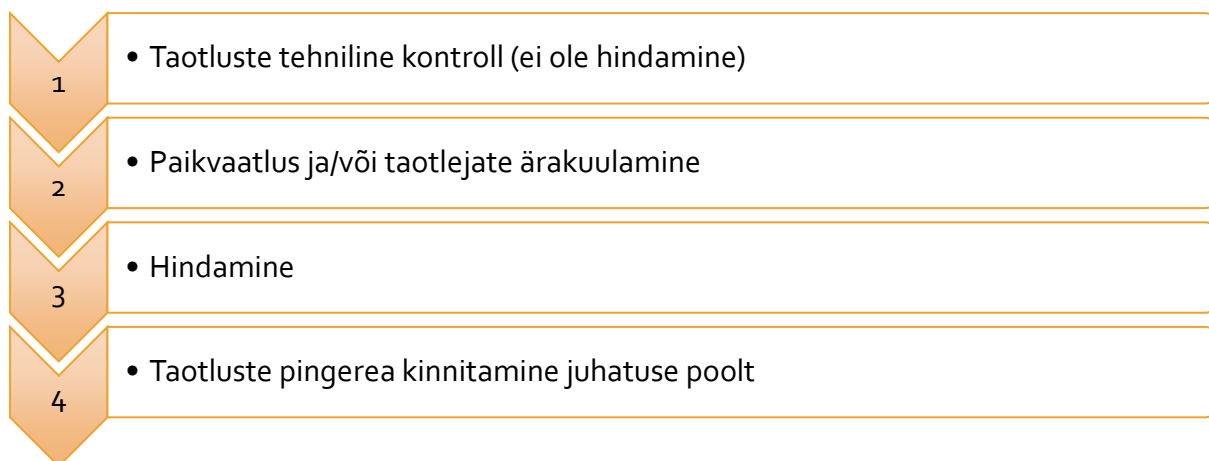 1
• Taotluste tehniline kontroll (ei ole hindamine)
2
• Paikvaatlus ja/või taotlejate ärakuulamine
3
• Hindamine
4
• Taotluste pingerea kinnitamine juhatuse poolt